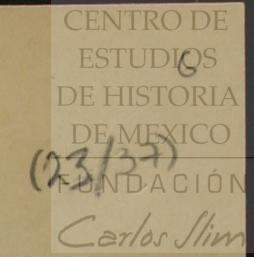 CENTRO DE
ESTUDIOS
6
DE HISTORIA
DE MEXICO
(23/37)
FUNDACIÓN
Carlos Slim